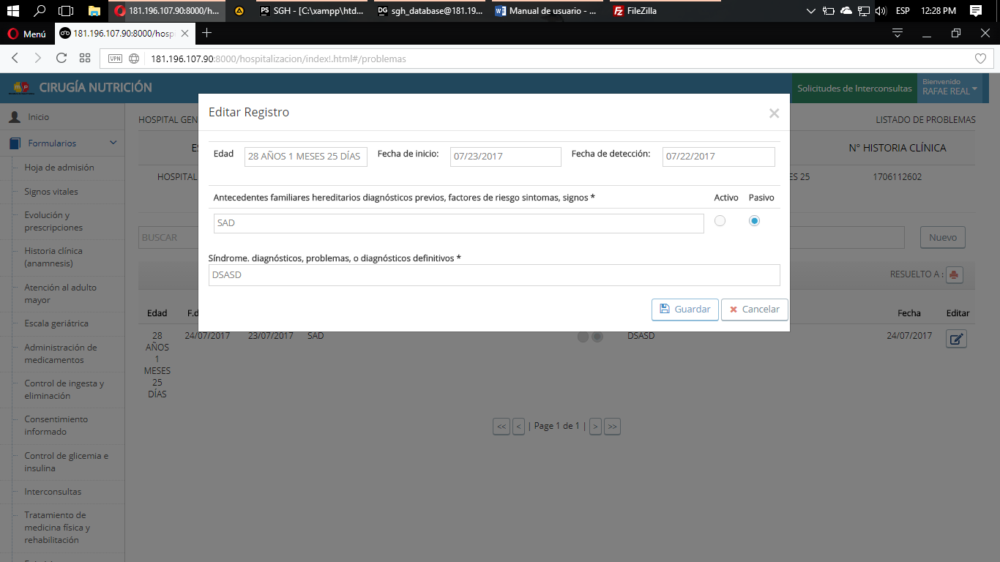 181.196.107.90:8000/h...
SGH - [C:\xampp\htd...
sgh_database@181.19...
Manual de usuario - ...
FileZilla
ESP
12:28 PM
Menú
181.196.107.90:8000/hosp
VPN
181.196.107.90:8000/hospitalizacion/index!.html#/problemas
CIRUGÍA NUTRICIÓN
Solicitudes de Interconsultas
Bienvenido
RAFAE REAL
Inicio
Formularios
Hoja de admisión
Signos vitales
Evolución y
prescripciones
Historia clínica
(anamnesis)
Atención al adulto
mayor
Escala geriátrica
Administración de
medicamentos
Control de ingesta y
eliminación
Consentimiento
informado
Control de glicemia e
insulina
Interconsultas
Tratamiento de
medicina física y
rehabilitación
HOSPITAL GEN
LISTADO DE PROBLEMAS
ES
N° HISTORIA CLÍNICA
HOSPITAL
ES 25
1706112602
BUSCAR
Nuevo
RESUELTO A :
Editar Registro
Edad
28 AÑOS 1 MESES 25 DÍAS
Fecha de inicio:
07/23/2017
Fecha de detección:
07/22/2017
Antecedentes familiares hereditarios diagnósticos previos, factores de riesgo sintomas, signos *
Activo
Pasivo
SAD
Síndrome. diagnósticos, problemas, o diagnósticos definitivos *
DSASD
Guardar
Cancelar
Edad
F.d
Fecha
Editar
28
AÑOS
1
MESES
25
DÍAS
24/07/2017
23/07/2017
SAD
DSASD
24/07/2017
<< < | Page 1 de 1 | > >>